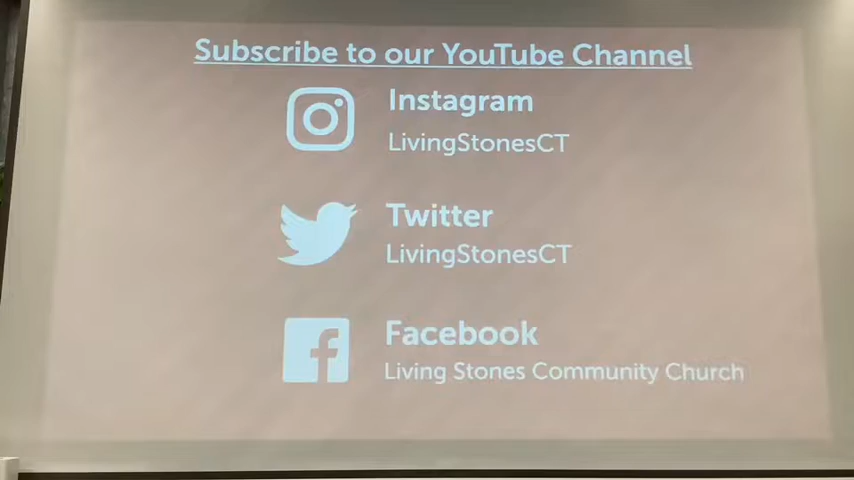 Subscribe to our YouTube Channel
Instagram
LivingStonesCT
Twitter
LivingStonesCT
Facebook
Living Stones Community Church